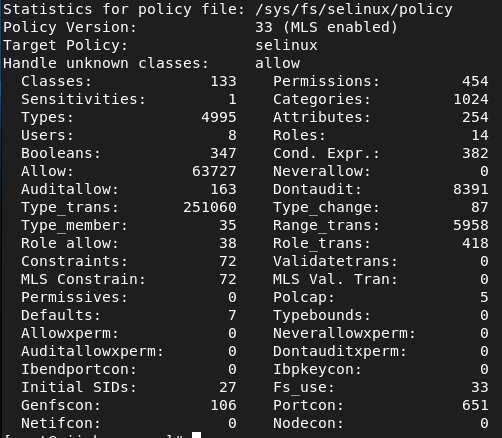 Statistics for policy file: /sys/fs/selinux/policy
Policy Version: 33 (MLS enabled)
Target Policy: selinux
Handle unknown classes: allow
Classes: 133 Permissions: 454
Sensitivities: 1 Categories: 1024
Types: 4995 Attributes: 254
Users: 8 Roles: 14
Booleans: 347 Cond. Expr.: 382
Allow: 63727 Neverallow: 0
Auditallow: 163 Dontaudit: 8391
Type_trans: 251060 Type_change: 87
Type_member: 35 Range_trans: 5958
Role allow: 38 Role_trans: 418
Constraints: 72 Validatetrans: 0
MLS Constrain: 72 MLS Val. Tran: 0
Permissives: 0 Polcap: 5
Defaults: 7 Typebounds: 0
Allowxperm: 0 Neverallowxperm: 0
Auditallowxperm: 0 Dontauditxperm: 0
Ibendportcon: 0 Ibpkeycon: 0
Initial SIDs: 27 Fs_use: 33
Genfscon: 106 Portcon: 651
Netifcon: 0 Nodecon: 0